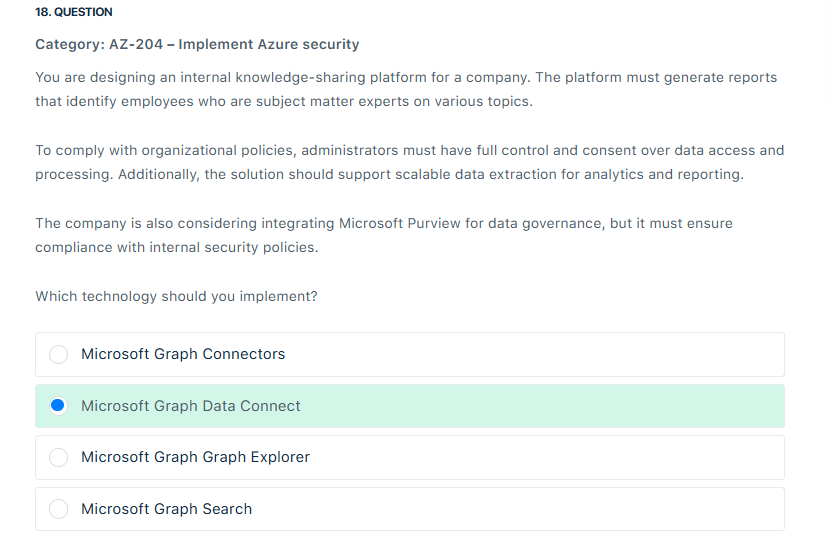 18. QUESTION
Category: AZ-204 – Implement Azure security
You are designing an internal knowledge-sharing platform for a company. The platform must generate reports
that identify employees who are subject matter experts on various topics.
To comply with organizational policies, administrators must have full control and consent over data access and
processing. Additionally, the solution should support scalable data extraction for analytics and reporting.
The company is also considering integrating Microsoft Purview for data governance, but it must ensure
compliance with internal security policies.
Which technology should you implement?
Microsoft Graph Connectors
Microsoft Graph Data Connect
Microsoft Graph Graph Explorer
Microsoft Graph Search